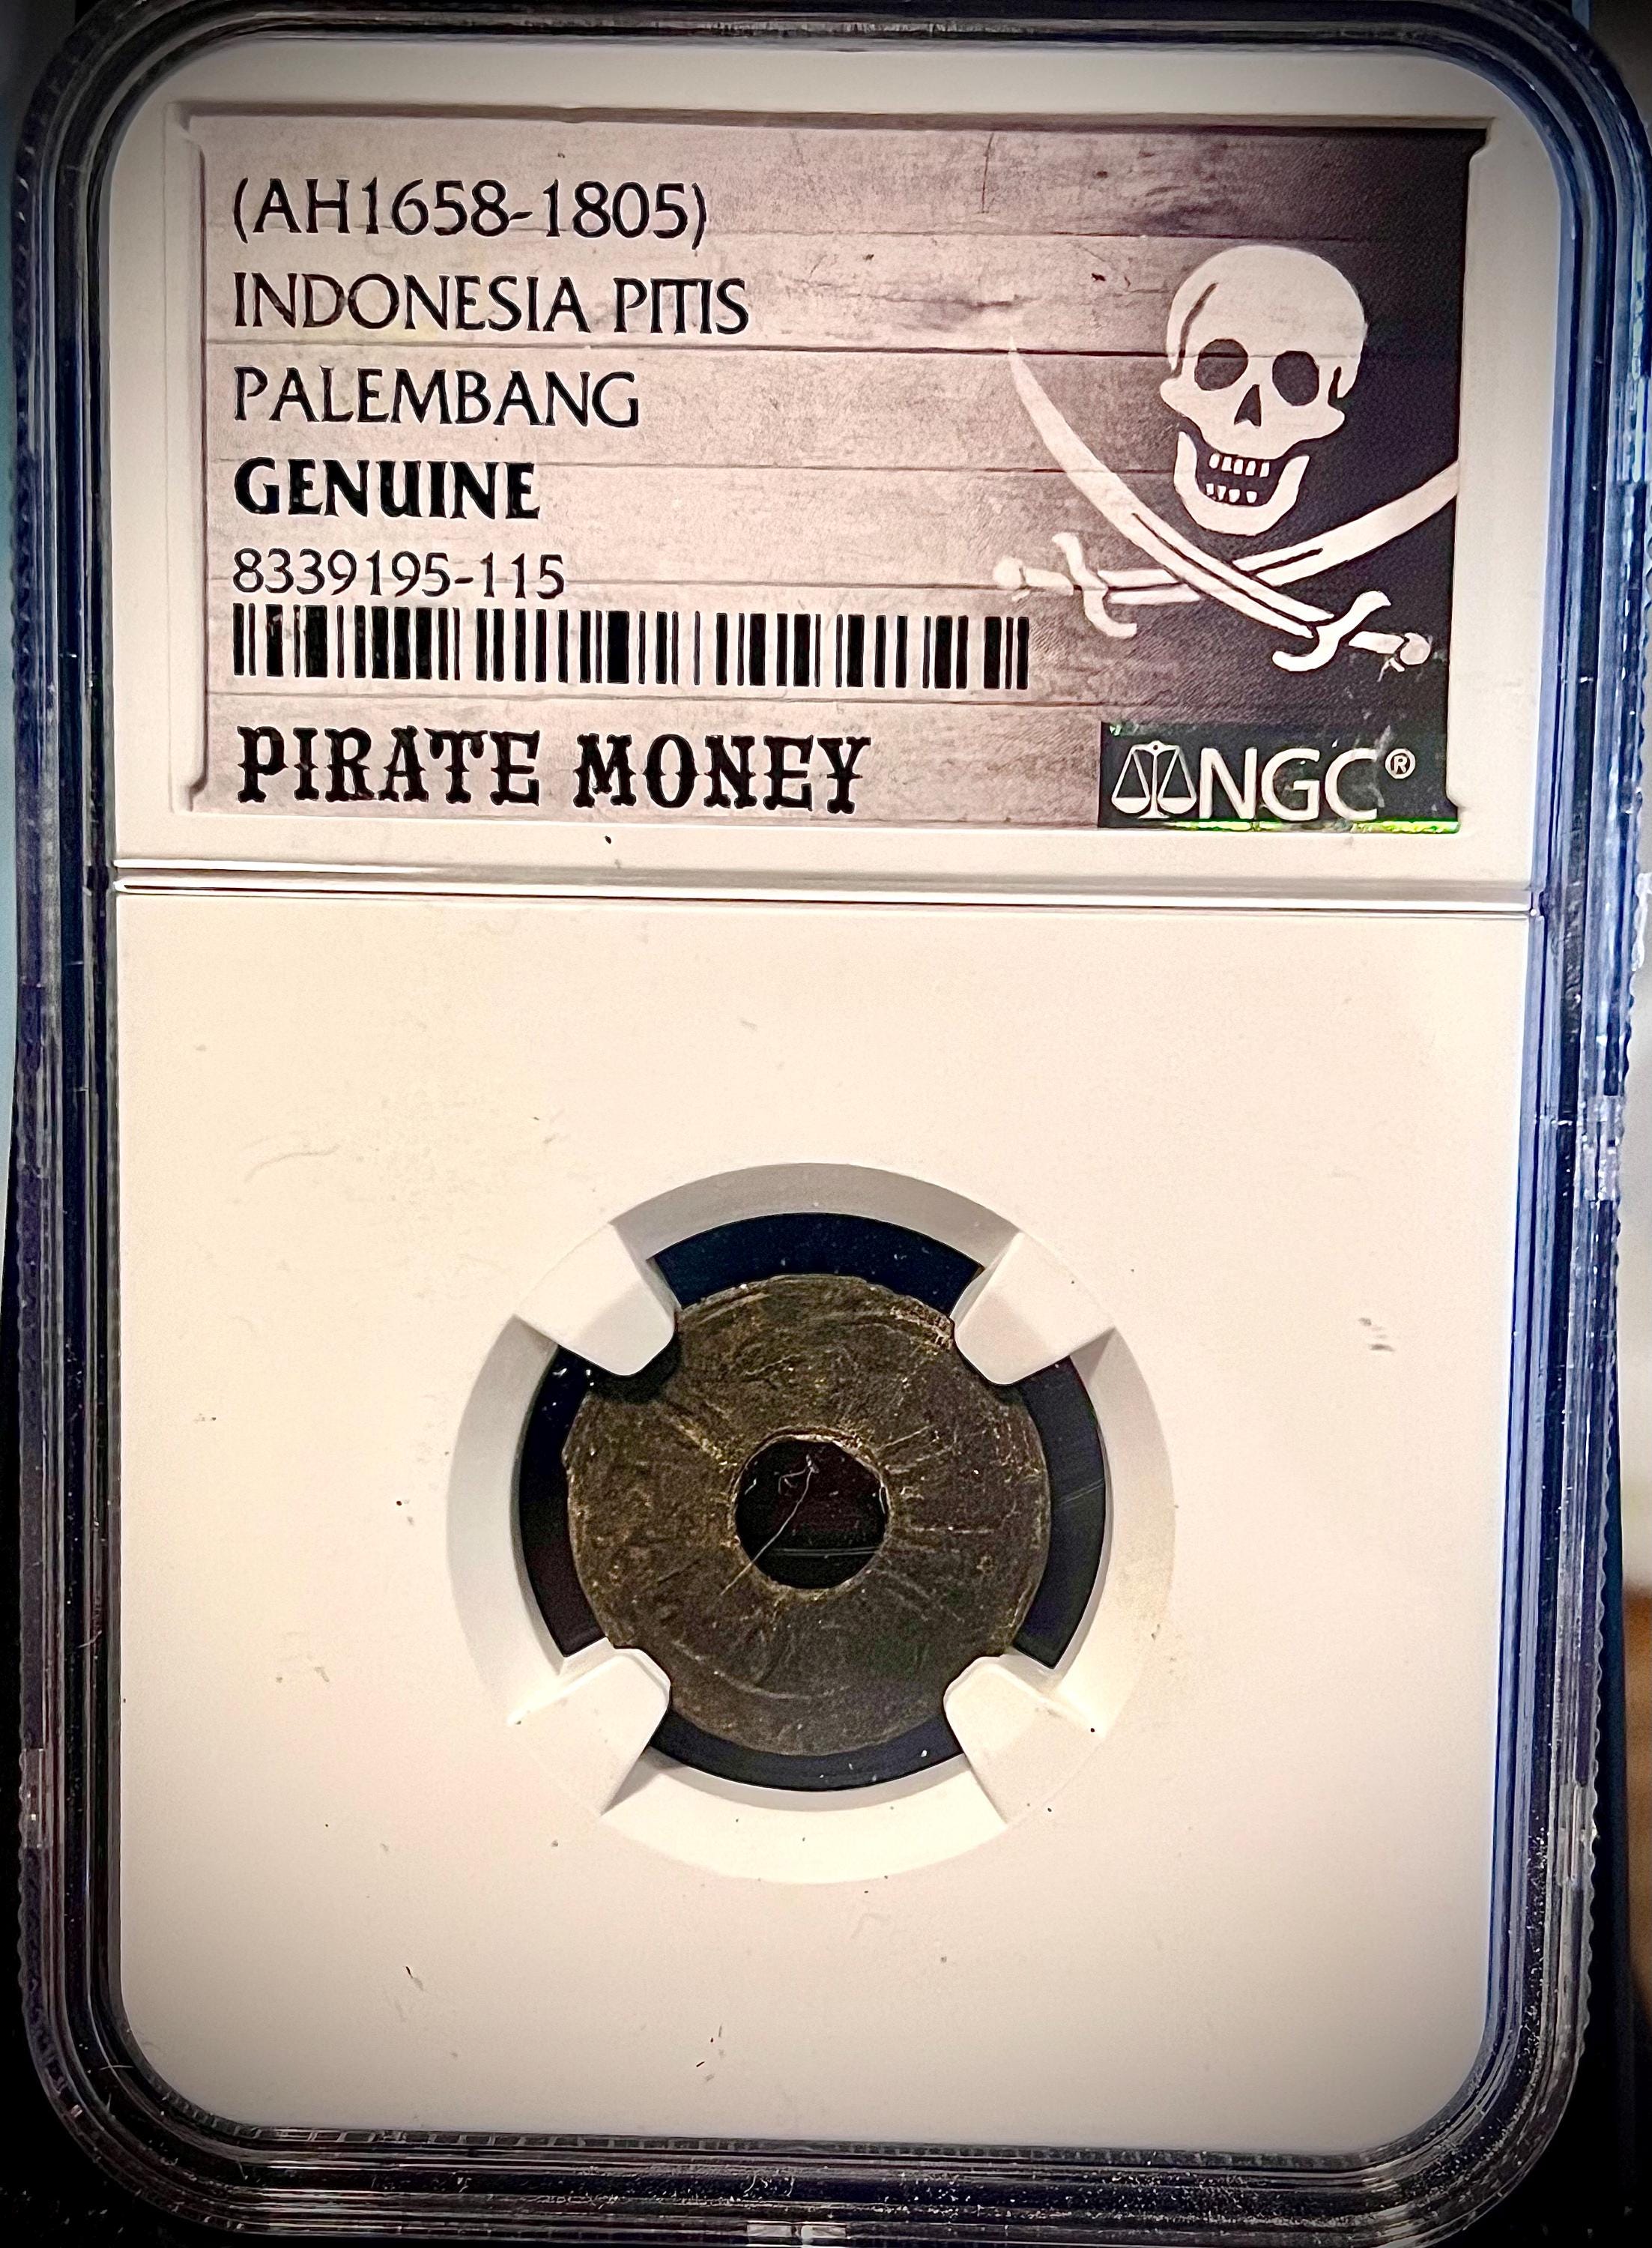 (AH1658-1805)
INDONESIA PITIS
PALEMBANG
GENUINE
8339195-115
PIRATE MONEY
NGC®